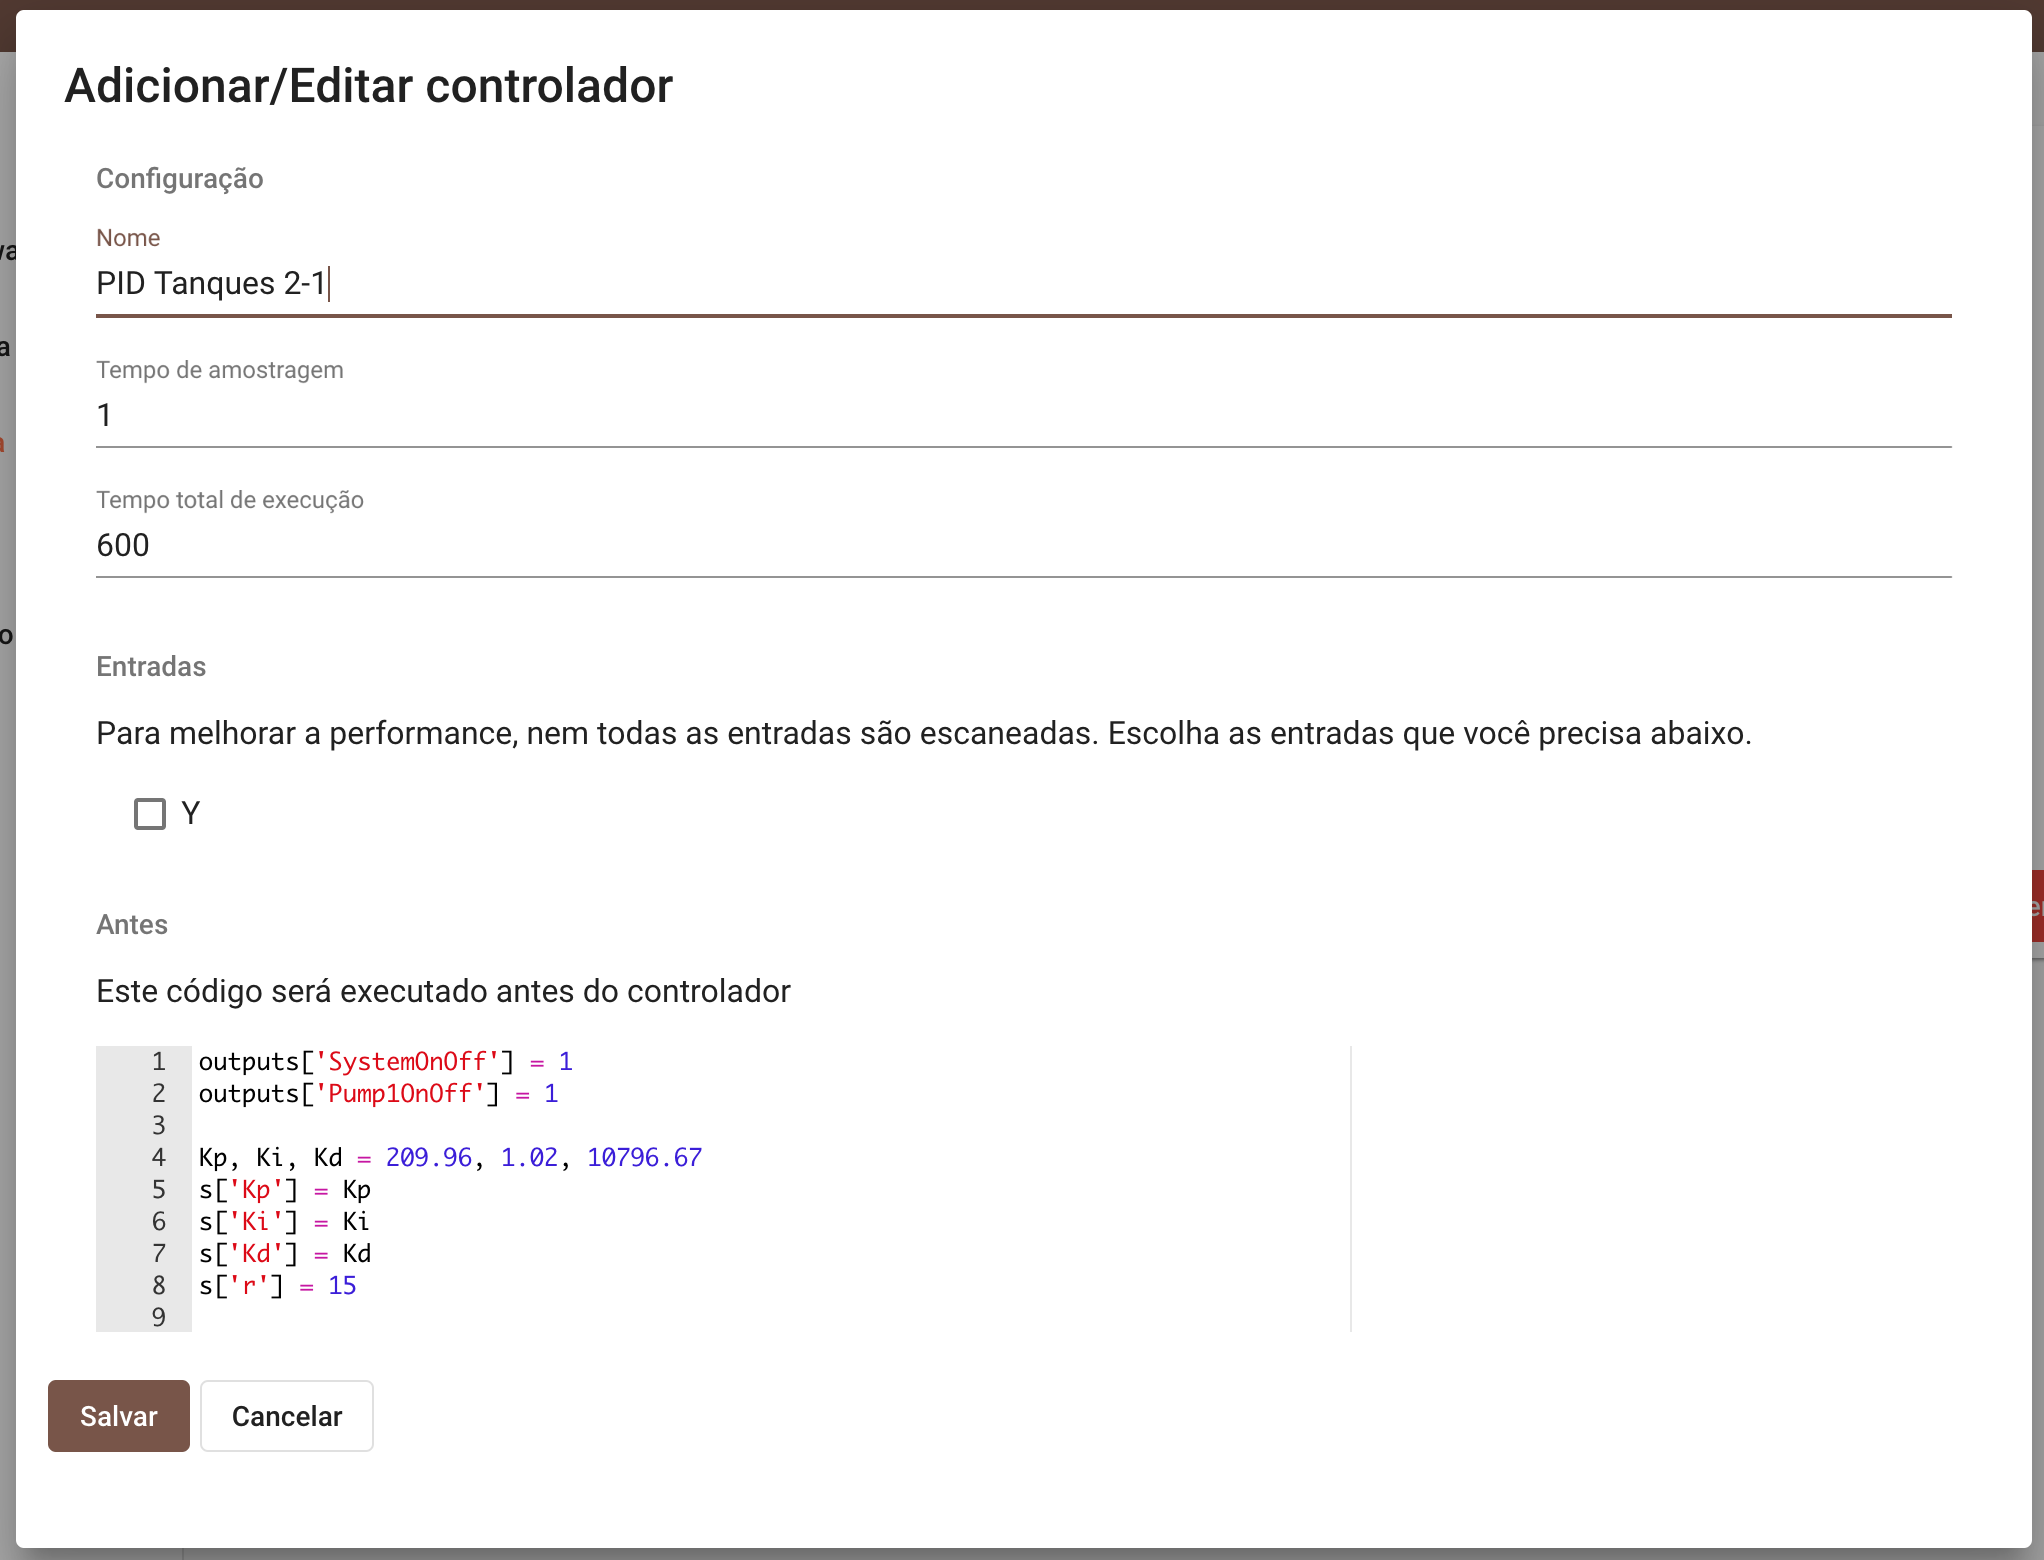 Adicionar/Editar controlador
Configuração
Nome
PID Tanques 2-1
Tempo de amostragem
1
Tempo total de execução
600
Entradas
Para melhorar a performance, nem todas as entradas são escaneadas. Escolha as entradas que você precisa abaixo.
Y
Antes
Este código será executado antes do controlador
1 outputs['SystemOnOff'] = 1
2 outputs['Pump1OnOff'] = 1
3
4 Kp, Ki, Kd = 209.96, 1.02, 10796.67
5 s['Kp'] = Kp
6 s['Ki'] = Ki
7 s['Kd'] = Kd
8 s['r'] = 15
9
Salvar Cancelar